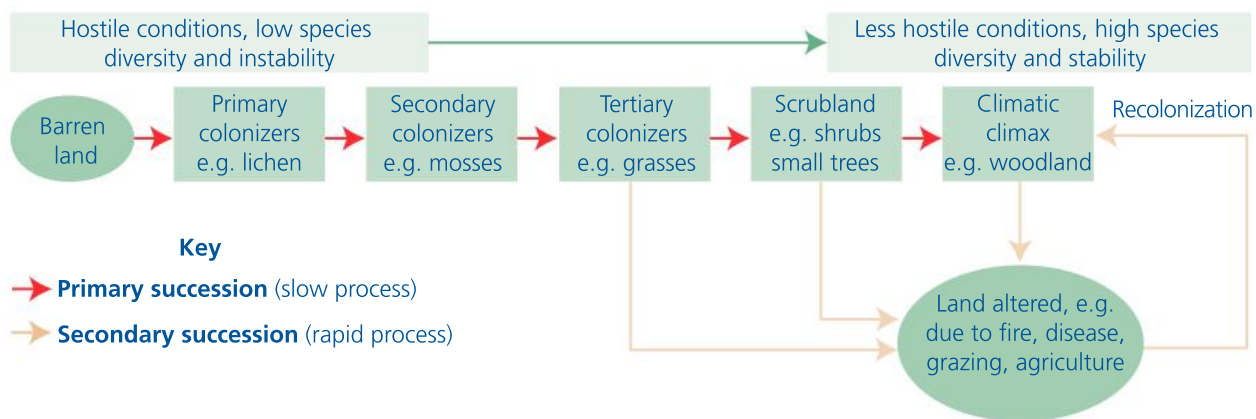 Hostile conditions, low species
diversity and instability
Less hostile conditions, high species
diversity and stability
Barren
land
Primary
colonizers
e.g. lichen
Secondary
colonizers
e.g. mosses
Tertiary
colonizers
e.g. grasses
Scrubland
e.g. shrubs
small trees
Climatic
climax
e.g. woodland
Recolonization
Key
Primary succession (slow process)
Secondary succession (rapid process)
Land altered, e.g.
due to fire, disease,
grazing, agriculture